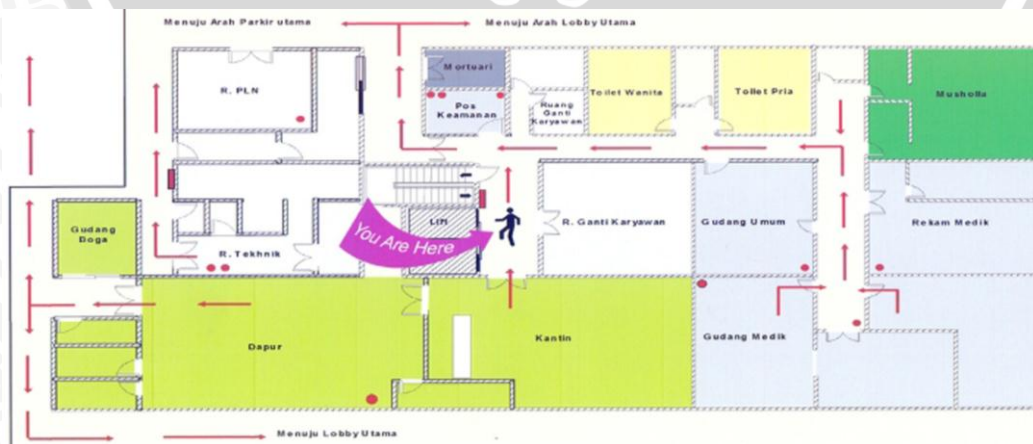 Menuju Arah Parkir utama
Menuju Arah Lobby Utama
Mortuari
R. PLN
Pos
Keamanan
Ruang
Ganti
Karyawan
Toilet Wanita
Toilet Pria
Musholla
You Are Here
Lift
R. Ganti Karyawan
Gudang Umum
Rekam Medik
Gudang
Boga
R. Tekhnik
Dapur
Kantin
Gudang Medik
Menuju Lobby Utama